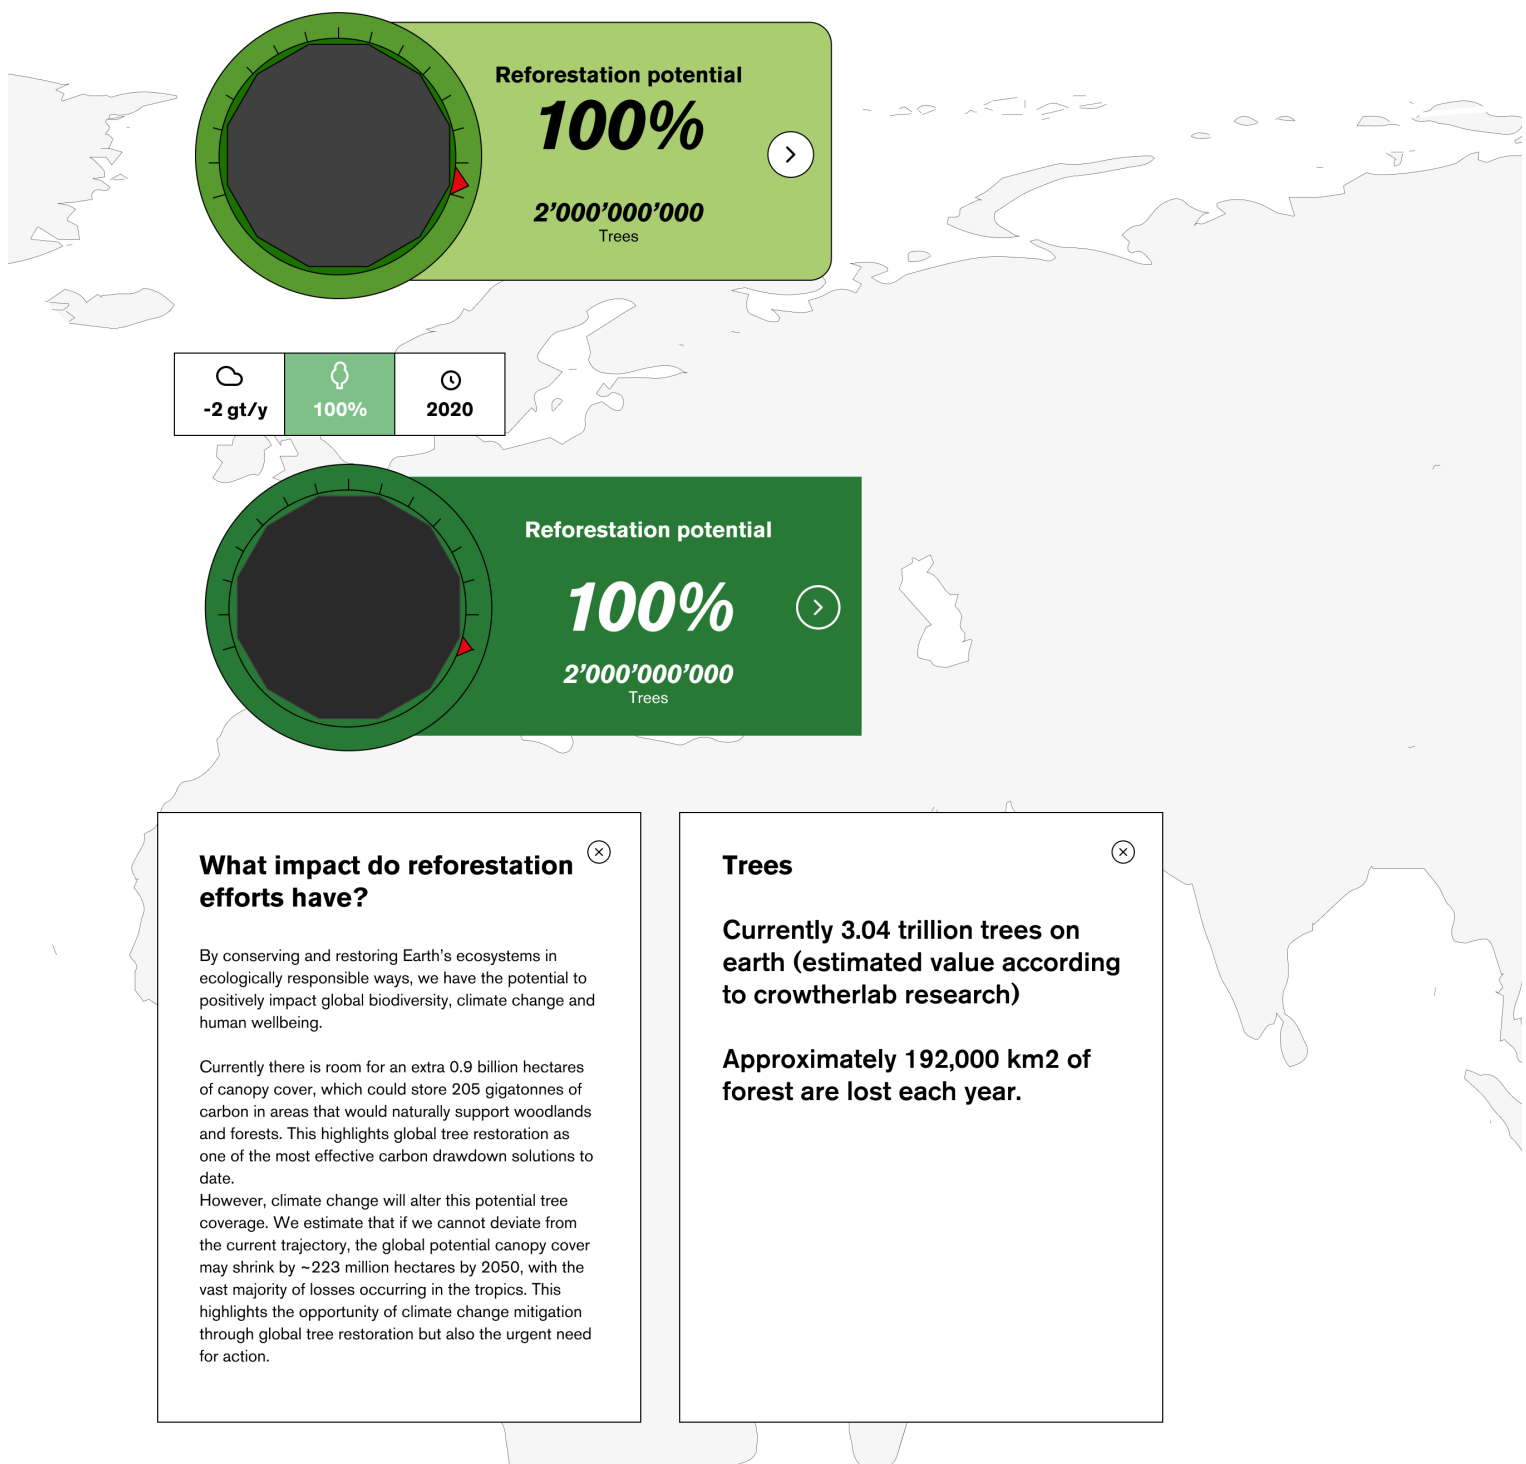 Reforestation potential
100%
2’000’000’000
Trees
-2 gt/y
100%
2020
Reforestation potential
100%
2’000’000’000
Trees
What impact do reforestation
efforts have?
By conserving and restoring Earth’s ecosystems in
ecologically responsible ways, we have the potential to
positively impact global biodiversity, climate change and
human wellbeing.
Currently there is room for an extra 0.9 billion hectares
of canopy cover, which could store 205 gigatonnes of
carbon in areas that would naturally support woodlands
and forests. This highlights global tree restoration as
one of the most effective carbon drawdown solutions to
date.
However, climate change will alter this potential tree
coverage. We estimate that if we cannot deviate from
the current trajectory, the global potential canopy cover
may shrink by ~223 million hectares by 2050, with the
vast majority of losses occurring in the tropics. This
highlights the opportunity of climate change mitigation
through global tree restoration but also the urgent need
for action.
Trees
Currently 3.04 trillion trees on
earth (estimated value according
to crowtherlab research)
Approximately 192,000 km2 of
forest are lost each year.